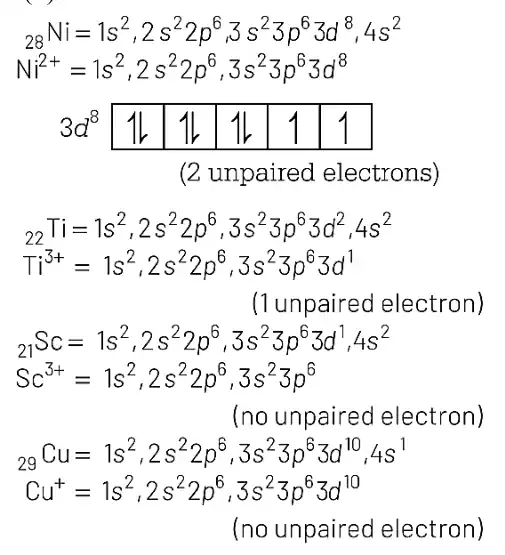 ₂₈Ni = 1s², 2s²2p⁶, 3s²3p⁶3d⁸, 4s²
Ni²⁺ = 1s², 2s²2p⁶, 3s²3p⁶3d⁸
3d⁸ ⥮ ⥮ ⥮ ↿ ↿
(2 unpaired electrons)
₂₂Ti = 1s², 2s²2p⁶, 3s²3p⁶3d², 4s²
Ti³⁺ = 1s², 2s²2p⁶, 3s²3p⁶3d¹
(1 unpaired electron)
₂₁Sc = 1s², 2s²2p⁶, 3s²3p⁶3d¹, 4s²
Sc³⁺ = 1s², 2s²2p⁶, 3s²3p⁶
(no unpaired electron)
₂₉Cu = 1s², 2s²2p⁶, 3s²3p⁶3d¹⁰, 4s¹
Cu⁺ = 1s², 2s²2p⁶, 3s²3p⁶3d¹⁰
(no unpaired electron)